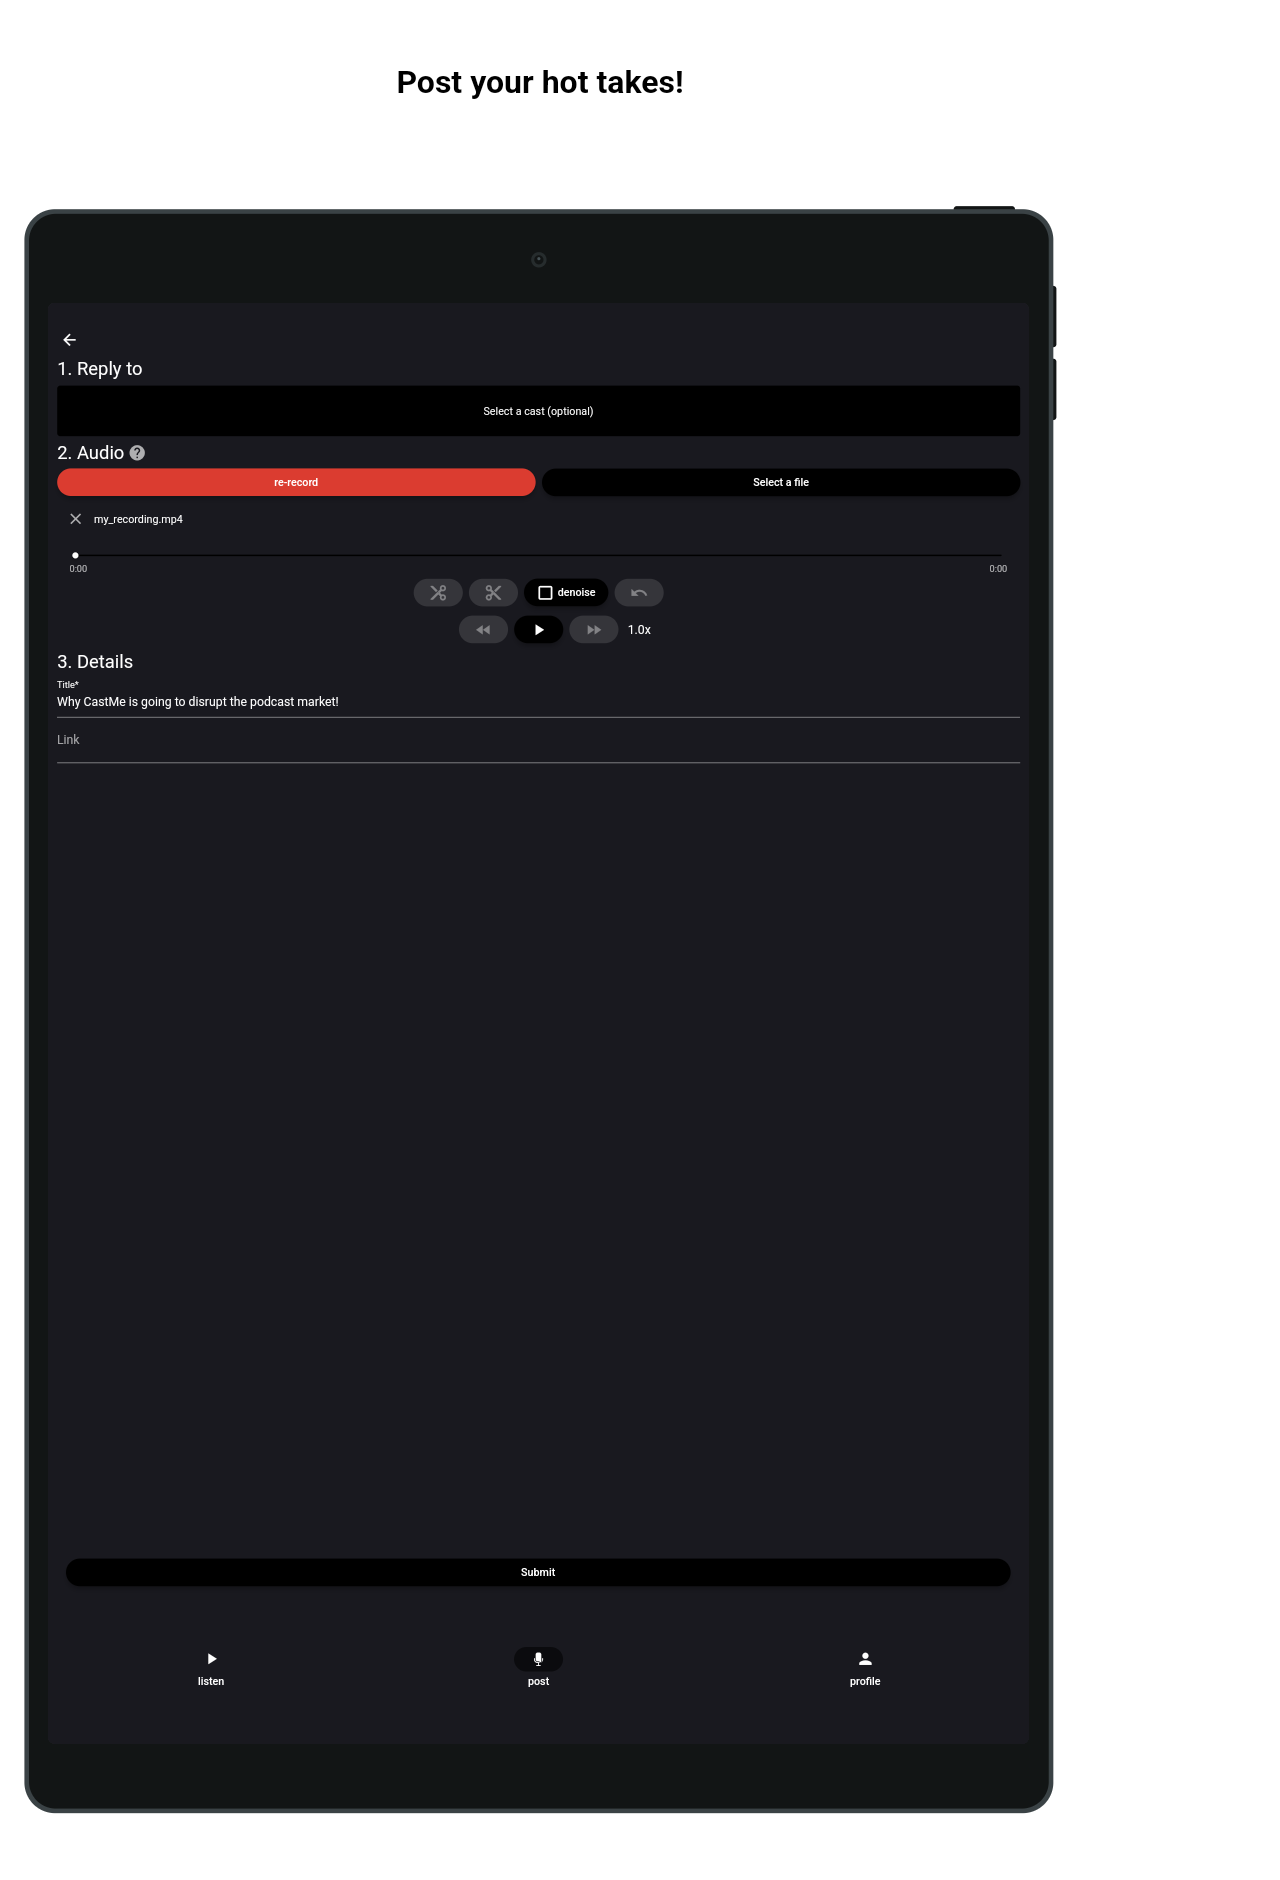 Post your hot takes!
1. Reply to
Select a cast (optional)
2. Audio
re-record
Select a file
my_recording.mp4
0:00
0:00
denoise
1.0x
3. Details
Title*
Why CastMe is going to disrupt the podcast market!
Link
Submit
listen
post
profile